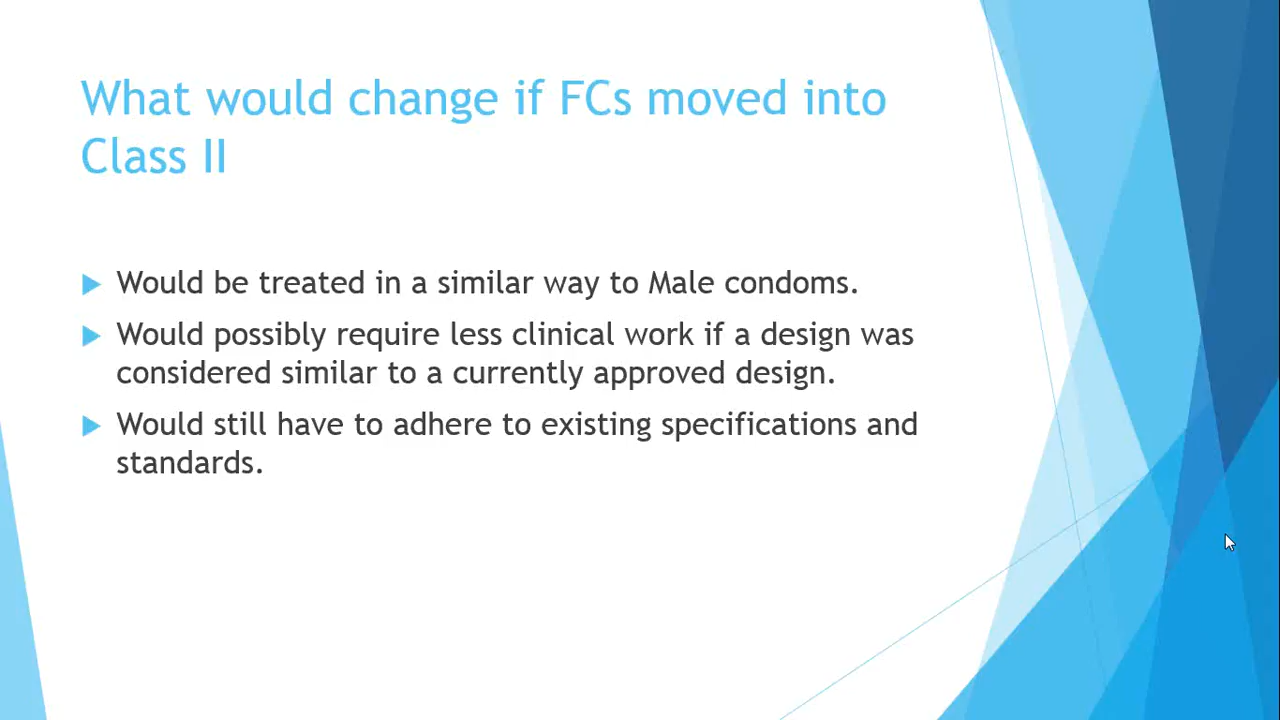 What would change if FCs moved into
Class II
Would be treated in a similar way to Male condoms.
Would possibly require less clinical work if a design was
considered similar to a currently approved design.
Would still have to adhere to existing specifications and
standards.